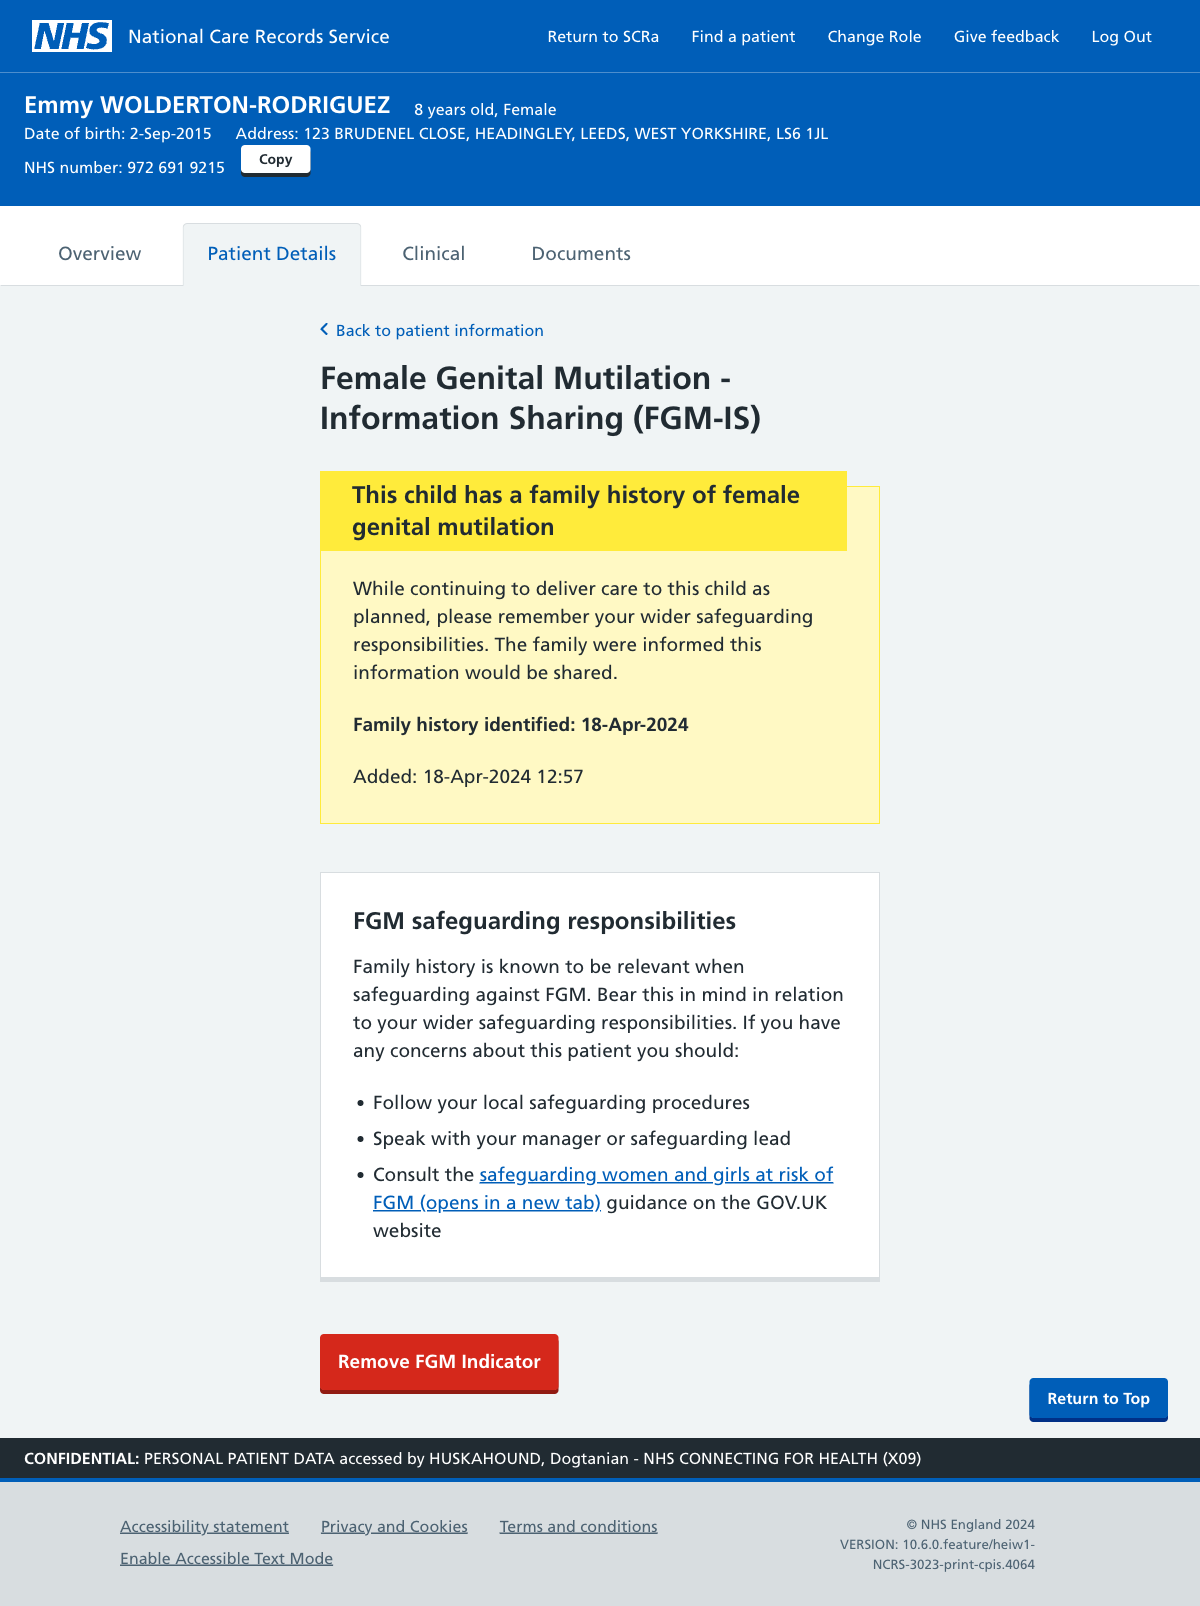 NHS National Care Records Service Return to SCRa Find a patient Change Role Give feedback Log Out
Emmy WOLDERTON-RODRIGUEZ 8 years old, Female
Date of birth: 2-Sep-2015 Address: 123 BRUDENEL CLOSE, HEADINGLEY, LEEDS, WEST YORKSHIRE, LS6 1JL
NHS number: 972 691 9215 Copy
Overview Patient Details Clinical Documents
Back to patient information
Female Genital Mutilation -
Information Sharing (FGM-IS)
This child has a family history of female
genital mutilation
While continuing to deliver care to this child as
planned, please remember your wider safeguarding
responsibilities. The family were informed this
information would be shared.
Family history identified: 18-Apr-2024
Added: 18-Apr-2024 12:57
FGM safeguarding responsibilities
Family history is known to be relevant when
safeguarding against FGM. Bear this in mind in relation
to your wider safeguarding responsibilities. If you have
any concerns about this patient you should:
• Follow your local safeguarding procedures
• Speak with your manager or safeguarding lead
• Consult the safeguarding women and girls at risk of
FGM (opens in a new tab) guidance on the GOV.UK
website
Remove FGM Indicator
Return to Top
CONFIDENTIAL: PERSONAL PATIENT DATA accessed by HUSKAHOUND, Dogtanian - NHS CONNECTING FOR HEALTH (X09)
Accessibility statement Privacy and Cookies Terms and conditions
Enable Accessible Text Mode
© NHS England 2024
VERSION: 10.6.0.feature/heiw1-
NCRS-3023-print-cpis.4064